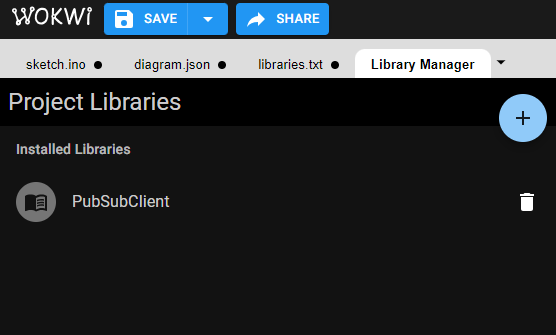 WOKWi SAVE SHARE
sketch.ino diagram.json libraries.txt Library Manager
Project Libraries
Installed Libraries
PubSubClient